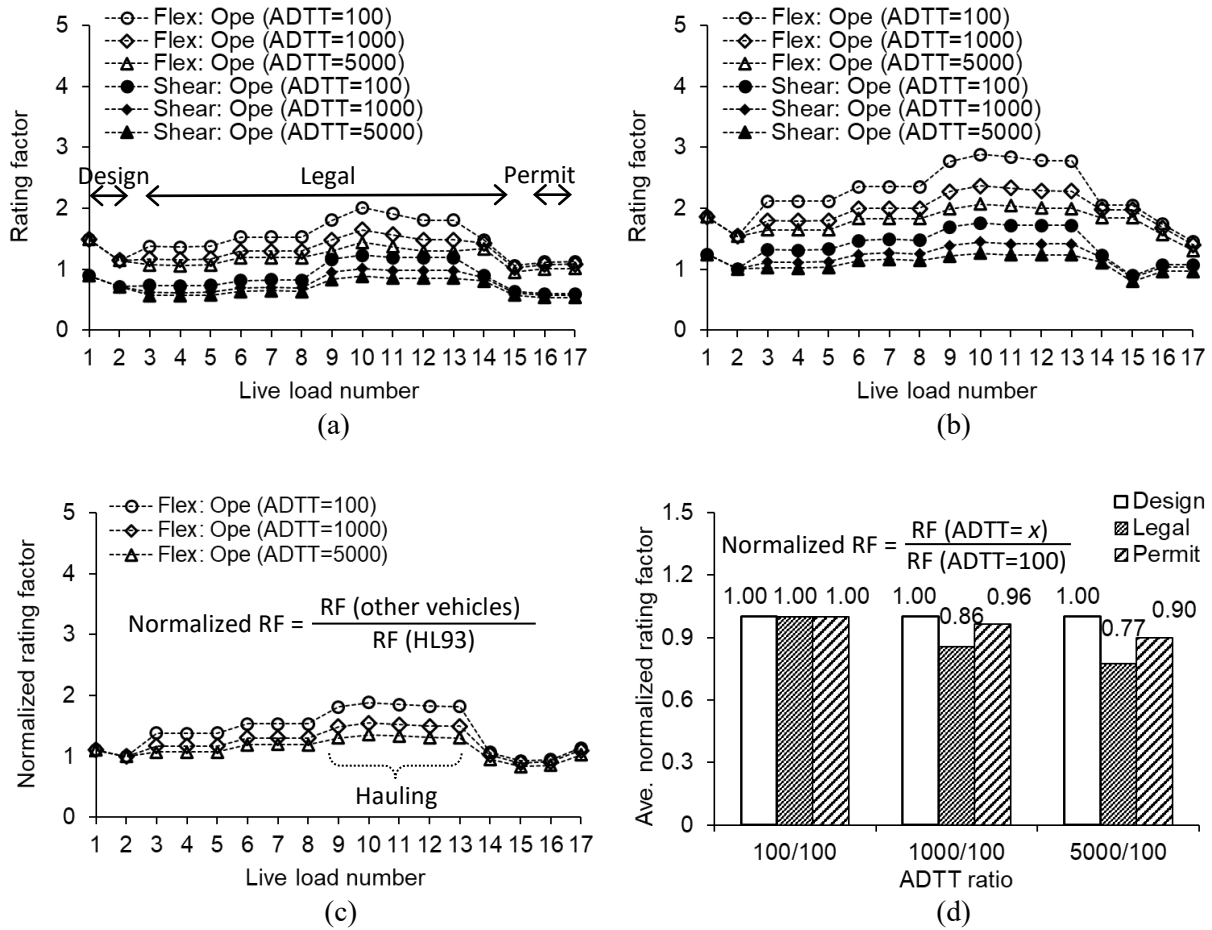 Flex: Ope (ADTT=100)
Flex: Ope (ADTT=1000)
Flex: Ope (ADTT=5000)
Shear: Ope (ADTT=100)
Shear: Ope (ADTT=1000)
Shear: Ope (ADTT=5000)
Design
Legal
Permit
5
4
3
2
1
0
Rating factor
1 2 3 4 5 6 7 8 9 10 11 12 13 14 15 16 17
Live load number
(a)
Flex: Ope (ADTT=100)
Flex: Ope (ADTT=1000)
Flex: Ope (ADTT=5000)
Shear: Ope (ADTT=100)
Shear: Ope (ADTT=1000)
Shear: Ope (ADTT=5000)
5
4
3
2
1
0
Rating factor
1 2 3 4 5 6 7 8 9 10 11 12 13 14 15 16 17
Live load number
(b)
Flex: Ope (ADTT=100)
Flex: Ope (ADTT=1000)
Flex: Ope (ADTT=5000)
Normalized RF = RF (other vehicles)
RF (HL93)
Hauling
5
4
3
2
1
0
Normalized rating factor
1 2 3 4 5 6 7 8 9 10 11 12 13 14 15 16 17
Live load number
(c)
Design
Legal
Permit
Normalized RF = RF (ADTT= x)
RF (ADTT=100)
1.00 1.00 1.00
1.00 0.86 0.96
1.00 0.77 0.90
1.5
1.2
0.9
0.6
0.3
0
Ave. normalized rating factor
100/100 1000/100 5000/100
ADTT ratio
(d)